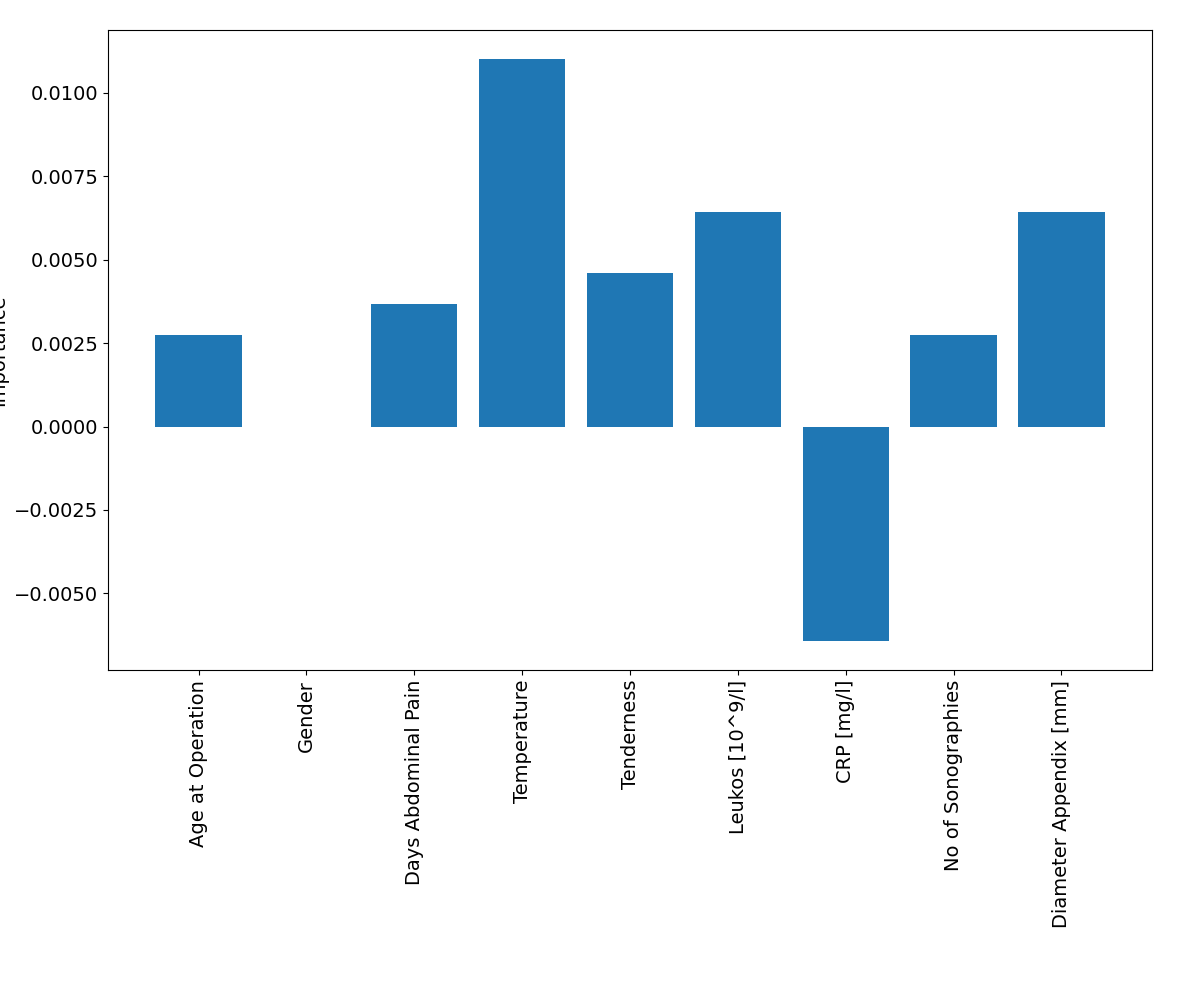 0.0100
0.0075
0.0050
0.0025
0.0000
−0.0025
−0.0050
Age at Operation
Gender
Days Abdominal Pain
Temperature
Tenderness
Leukos [10^9/l]
CRP [mg/l]
No of Sonographies
Diameter Appendix [mm]